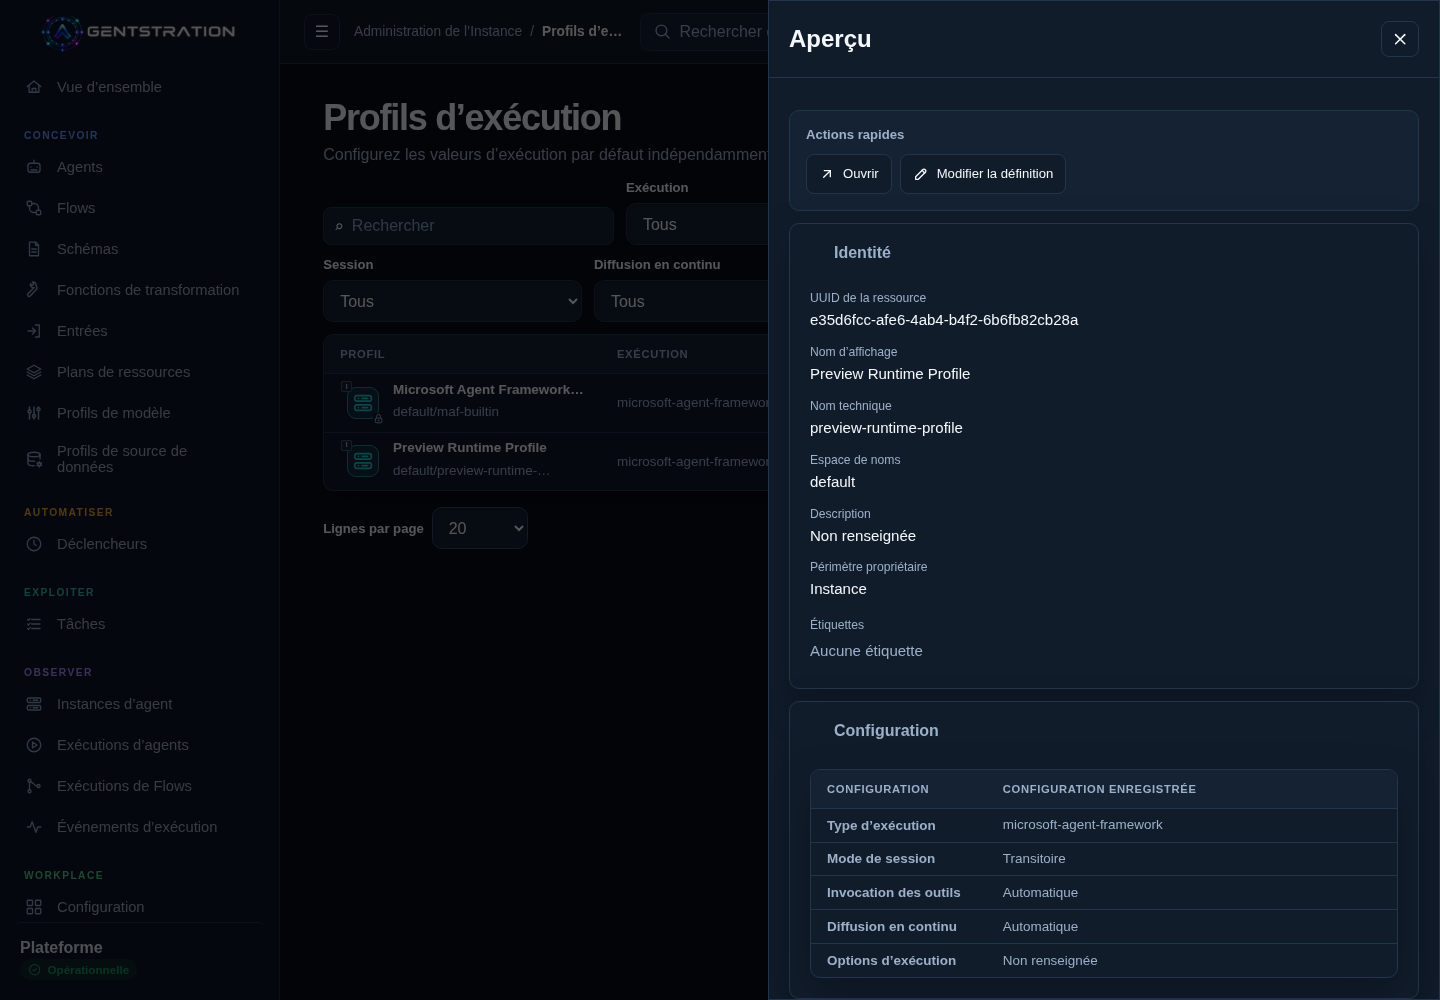 GENTSTRATION
Vue d’ensemble
CONCEVOIR
Agents
Flows
Schémas
Fonctions de transformation
Entrées
Plans de ressources
Profils de modèle
Profils de source de
données
AUTOMATISER
Déclencheurs
EXPLOITER
Tâches
OBSERVER
Instances d’agent
Exécutions d’agents
Exécutions de Flows
Événements d’exécution
WORKPLACE
Configuration
Plateforme
Opérationnelle
Administration de l’Instance / Profils d’e…
Rechercher
Profils d’exécution
Configurez les valeurs d’exécution par défaut indépendammen
Exécution
Rechercher
Tous
Session
Diffusion en continu
Tous
Tous
PROFIL
EXÉCUTION
Microsoft Agent Framework…
default/maf-builtin
microsoft-agent-framewor
Preview Runtime Profile
default/preview-runtime-…
microsoft-agent-framewor
Lignes par page
20
Aperçu
Actions rapides
Ouvrir
Modifier la définition
Identité
UUID de la ressource
e35d6fcc-afe6-4ab4-b4f2-6b6fb82cb28a
Nom d’affichage
Preview Runtime Profile
Nom technique
preview-runtime-profile
Espace de noms
default
Description
Non renseignée
Périmètre propriétaire
Instance
Étiquettes
Aucune étiquette
Configuration
CONFIGURATION
CONFIGURATION ENREGISTRÉE
Type d’exécution
microsoft-agent-framework
Mode de session
Transitoire
Invocation des outils
Automatique
Diffusion en continu
Automatique
Options d’exécution
Non renseignée